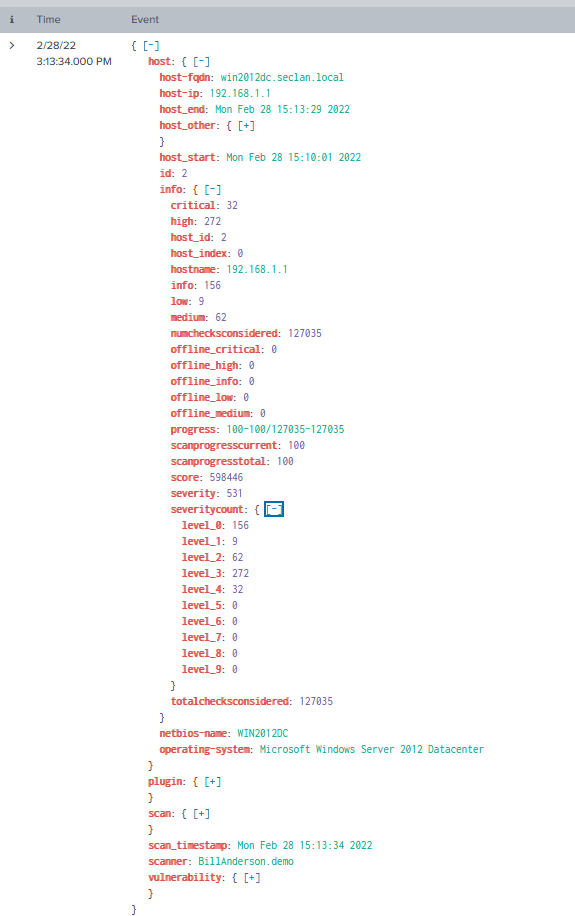 i Time Event
> 2/28/22 { [-]
3:13:34.000 PM host: { [-]
host-fqdn: win2012dc.seclan.local
host-ip: 192.168.1.1
host_end: Mon Feb 28 15:13:29 2022
host_other: { [+]
}
host_start: Mon Feb 28 15:10:01 2022
id: 2
info: { [-]
critical: 32
high: 272
host_id: 2
host_index: 0
hostname: 192.168.1.1
info: 156
low: 9
medium: 62
numchecksconsidered: 127035
offline_critical: 0
offline_high: 0
offline_info: 0
offline_low: 0
offline_medium: 0
progress: 100-100/127035-127035
scanprogresscurrent: 100
scanprogresstotal: 100
score: 598446
severity: 531
severitycount: { [-]
level_0: 156
level_1: 9
level_2: 62
level_3: 272
level_4: 32
level_5: 0
level_6: 0
level_7: 0
level_8: 0
level_9: 0
}
totalchecksconsidered: 127035
}
netbios-name: WIN2012DC
operating-system: Microsoft Windows Server 2012 Datacenter
}
plugin: { [+]
}
scan: { [+]
}
scan_timestamp: Mon Feb 28 15:13:34 2022
scanner: BillAnderson.demo
vulnerability: { [+]
}
}